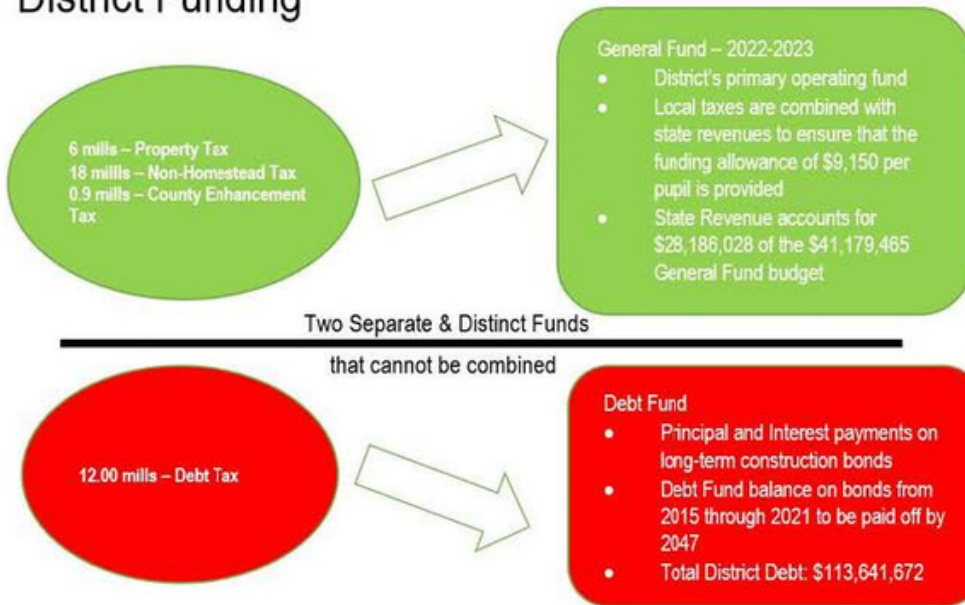 District Funding
6 mills – Property Tax
18 millls – Non-Homestead Tax
0.9 mills – County Enhancement
Tax
General Fund – 2022-2023
• District's primary operating fund
• Local taxes are combined with
state revenues to ensure that the
funding allowance of $9,150 per
pupil is provided
• State Revenue accounts for
$28,186,028 of the $41,179,465
General Fund budget
Two Separate & Distinct Funds
that cannot be combined
12.00 mills – Debt Tax
Debt Fund
• Principal and Interest payments on
long-term construction bonds
• Debt Fund balance on bonds from
2015 through 2021 to be paid off by
2047
• Total District Debt: $113,641,672